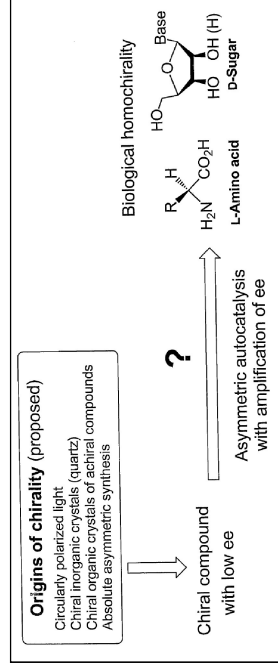 Origins of chirality (proposed)
Circularly polarized light
Chiral inorganic crystals (quartz)
Chiral organic crystals of achiral compounds
Absolute asymmetric synthesis
Chiral compound
with low ee
?
Asymmetric autocatalysis
with amplification of ee
Biological homochirality
R H
H₂N CO₂H
L-Amino acid
HO Base
O
HO OH (H)
D-Sugar